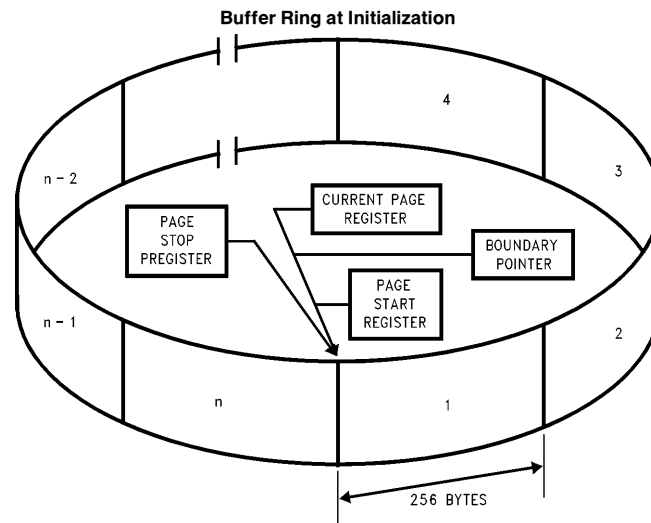 Buffer Ring at Initialization
4
n - 2
3
CURRENT PAGE
REGISTER
PAGE
STOP
PREGISTER
BOUNDARY
POINTER
PAGE
START
REGISTER
n - 1
2
n
1
256 BYTES